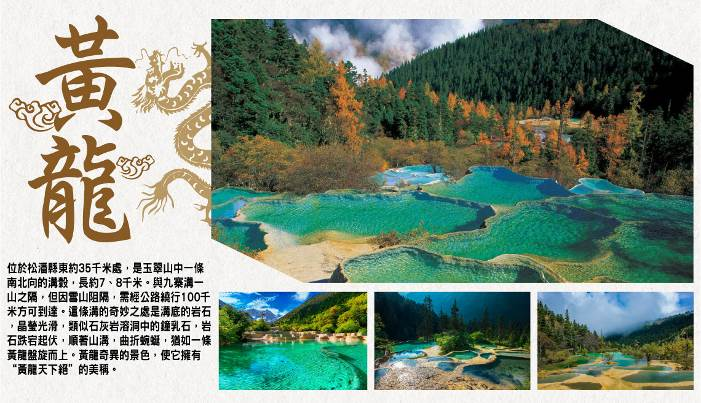 黃龍
位於松潘縣東約35千米處，是玉翠山中一條
南北向的溝穀，長約7、8千米。與九寨溝一
山之隔，但因雪山阻隔，需經公路繞行100千
米方可到達。這條溝的奇妙之處是溝底的岩石
，晶瑩光滑，類似石灰岩溶洞中的鐘乳石，岩
石跌宕起伏，順著山溝，曲折蜿蜒，猶如一條
黃龍盤旋而上。黃龍奇異的景色，使它擁有
“黃龍天下絕”的美稱。